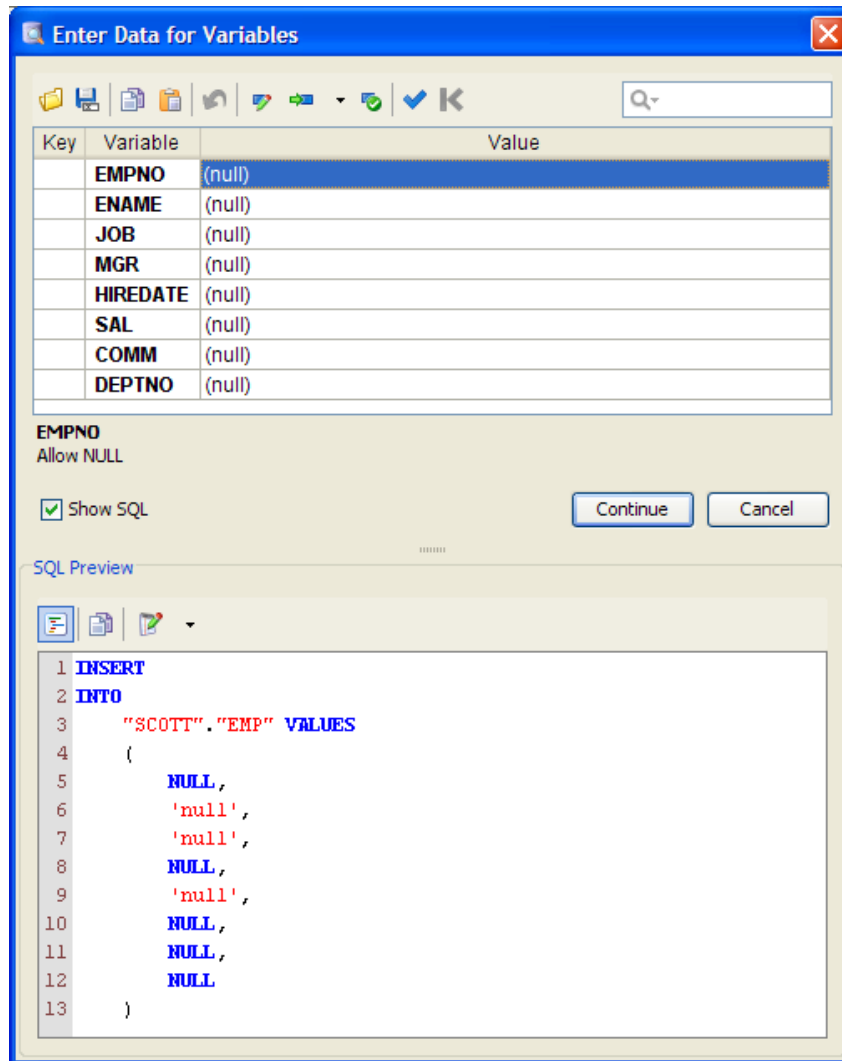 Enter Data for Variables
Key Variable Value
EMPNO (null)
ENAME (null)
JOB (null)
MGR (null)
HIREDATE (null)
SAL (null)
COMM (null)
DEPTNO (null)
EMPNO
Allow NULL
Show SQL Continue Cancel
SQL Preview
1 INSERT
2 INTO
3 "SCOTT"."EMP" VALUES
4 (
5 NULL,
6 'null',
7 'null',
8 NULL,
9 'null',
10 NULL,
11 NULL,
12 NULL
13 )